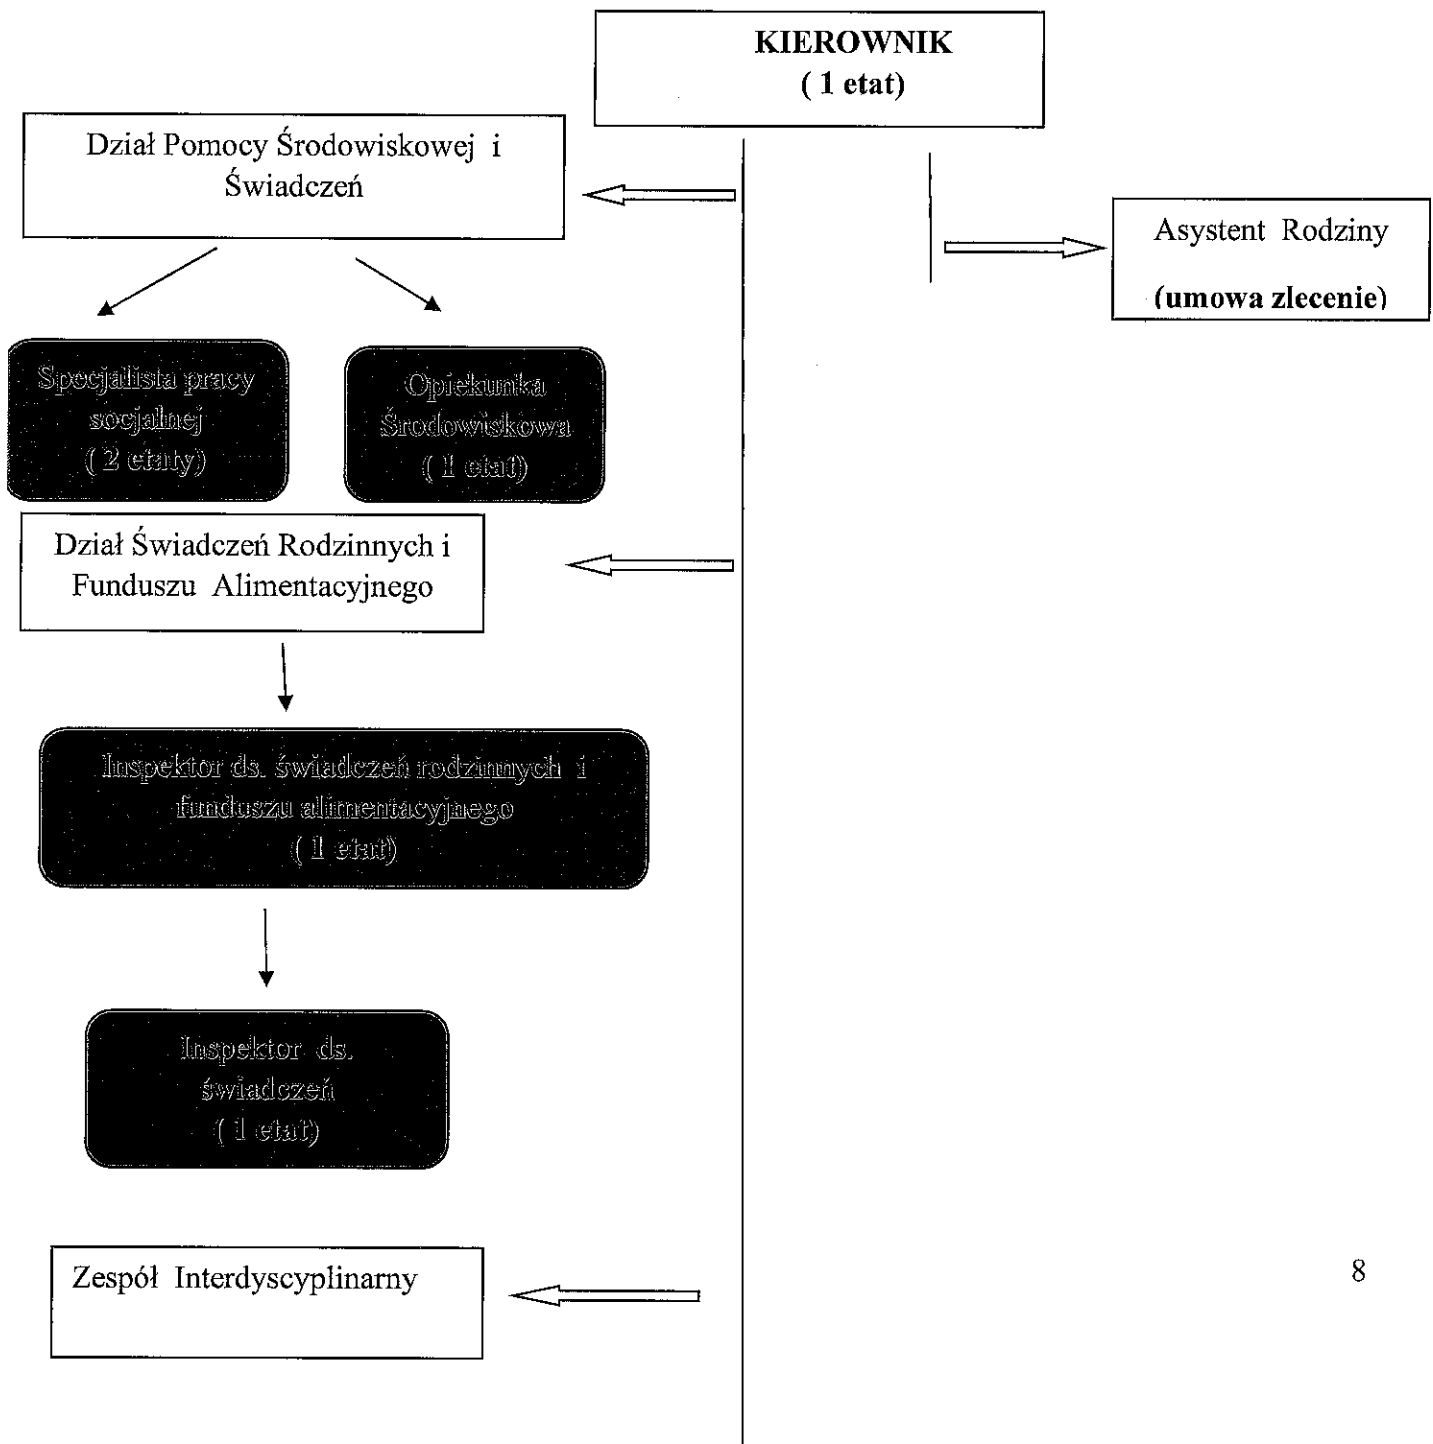 KIEROWNIK
( 1 etat)
Dział Pomocy Środowiskowej i
Świadczeń
Asystent Rodziny
(umowa zlecenie)
Specjalista pracy
socjalnej
( 2 etaty)
Opiekunka
Środowiskowa
( 1 etat)
Dział Świadczeń Rodzinnych i
Funduszu Alimentacyjnego
Inspektor ds. świadczeń rodzinnych i
funduszu alimentacyjnego
( 1 etat)
Inspektor ds.
świadczeń
( 1 etat)
Zespół Interdyscyplinarny
8